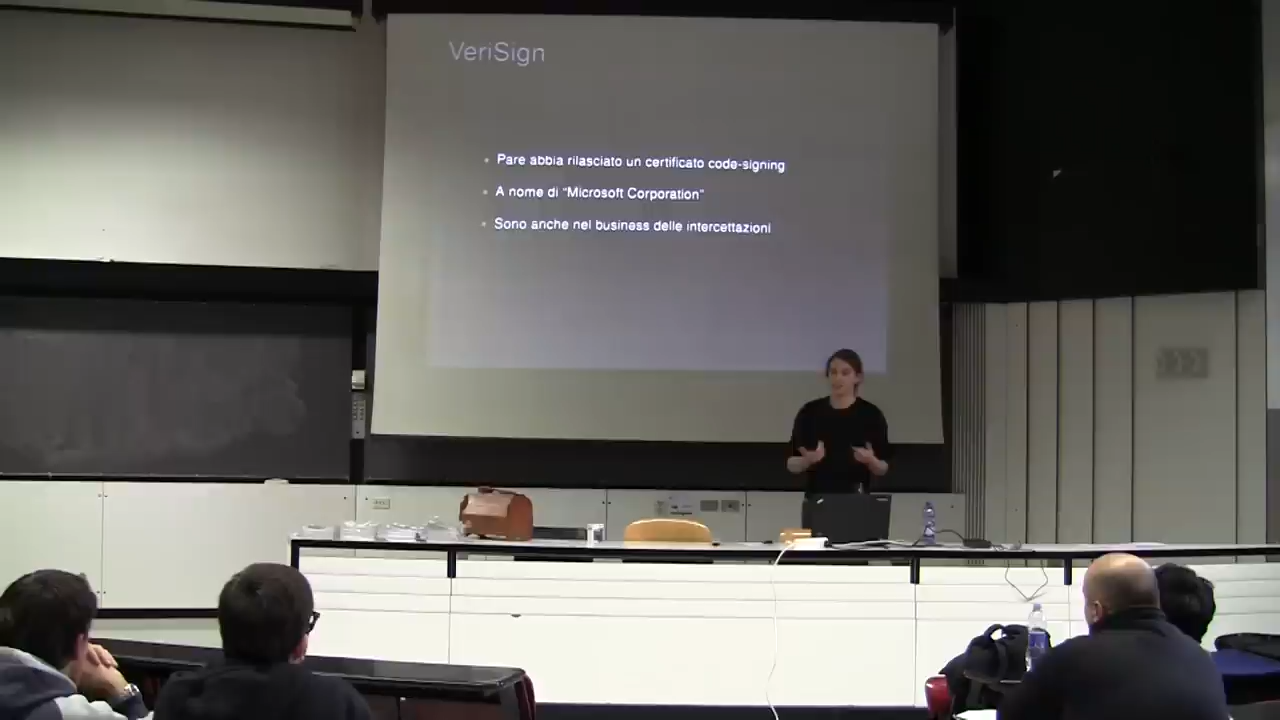 VeriSign
Pare abbia rilasciato un certificato code-signing
A nome di "Microsoft Corporation"
Sono anche nel business delle intercettazioni